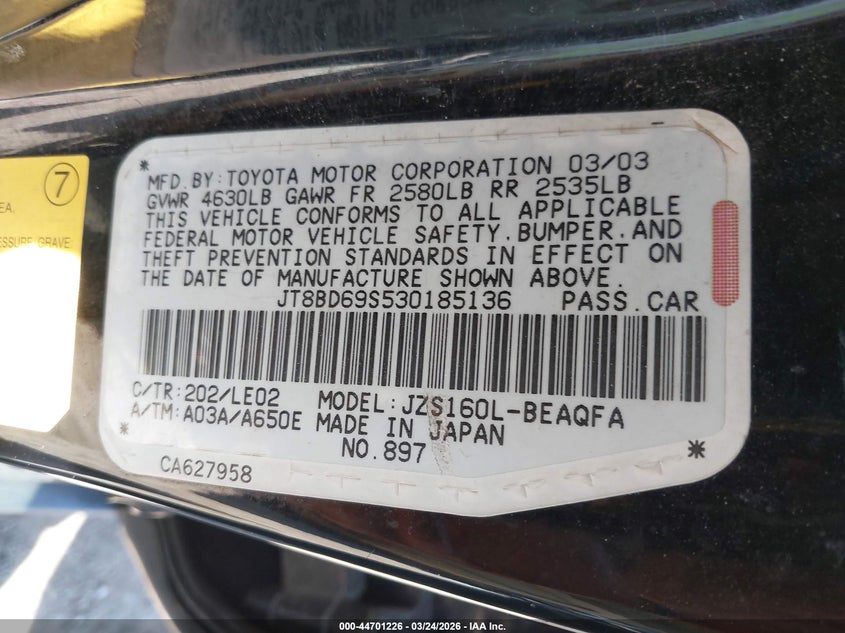 7
EA.
ESSURE GRAVE:
MFD.BY:TOYOTA MOTOR CORPORATION 03/03
GVWR 4630LB GAWR FR 2580LB RR 2535LB
THIS VEHICLE CONFORMS TO ALL APPLICABLE
FEDERAL MOTOR VEHICLE SAFETY,BUMPER,AND
THEFT PREVENTION STANDARDS IN EFFECT ON
THE DATE OF MANUFACTURE SHOWN ABOVE.
JT8BD69S530185136 PASS.CAR
C/TR:202/LE02 MODEL:JZS160L-BEAQFA
A/TM:A03A/A650E MADE IN JAPAN
NO.897
CA627958
000-44701226 - 03/24/2026 - © IAA Inc.